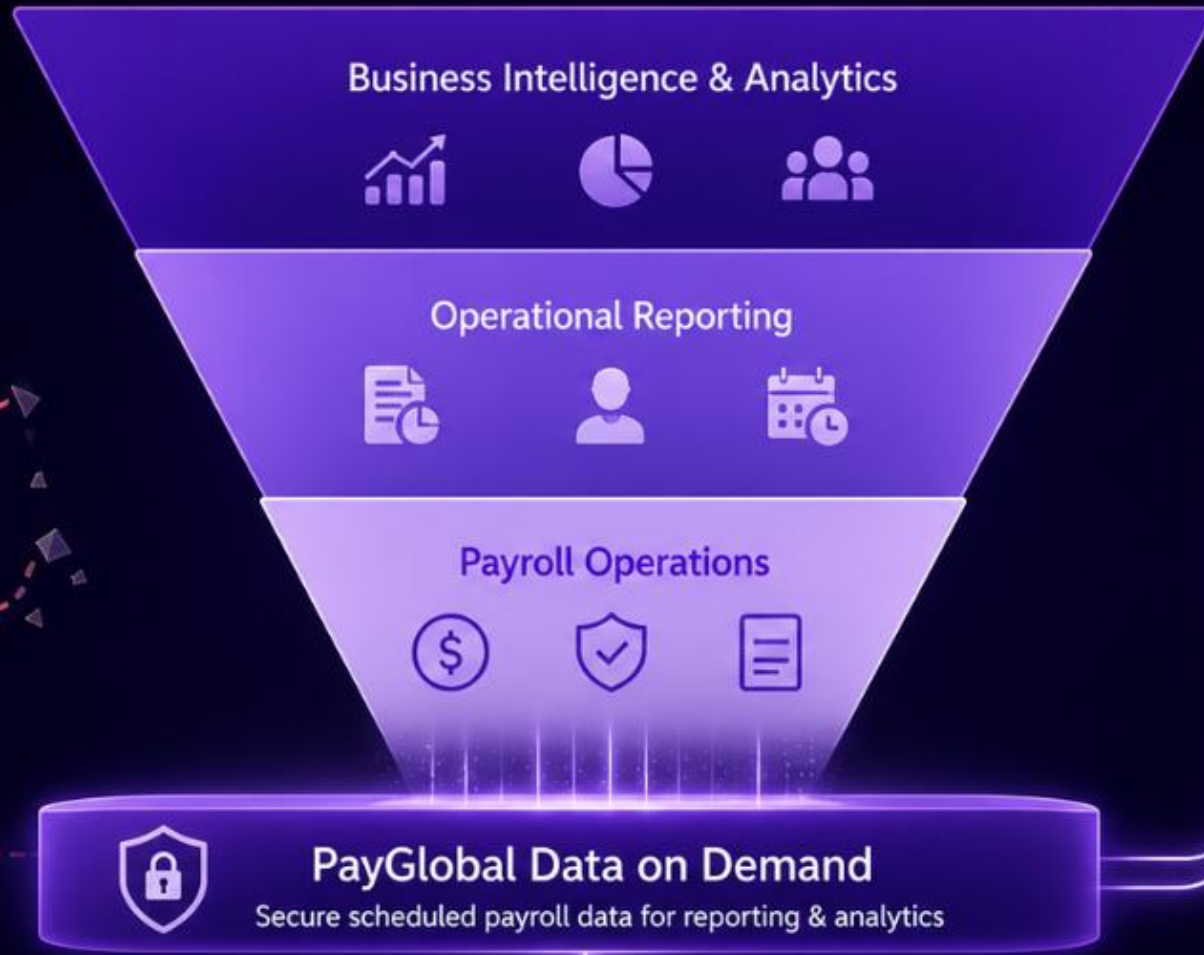 Business Intelligence & Analytics
Operational Reporting
Payroll Operations
$
PayGlobal Data on Demand
Secure scheduled payroll data for reporting & analytics